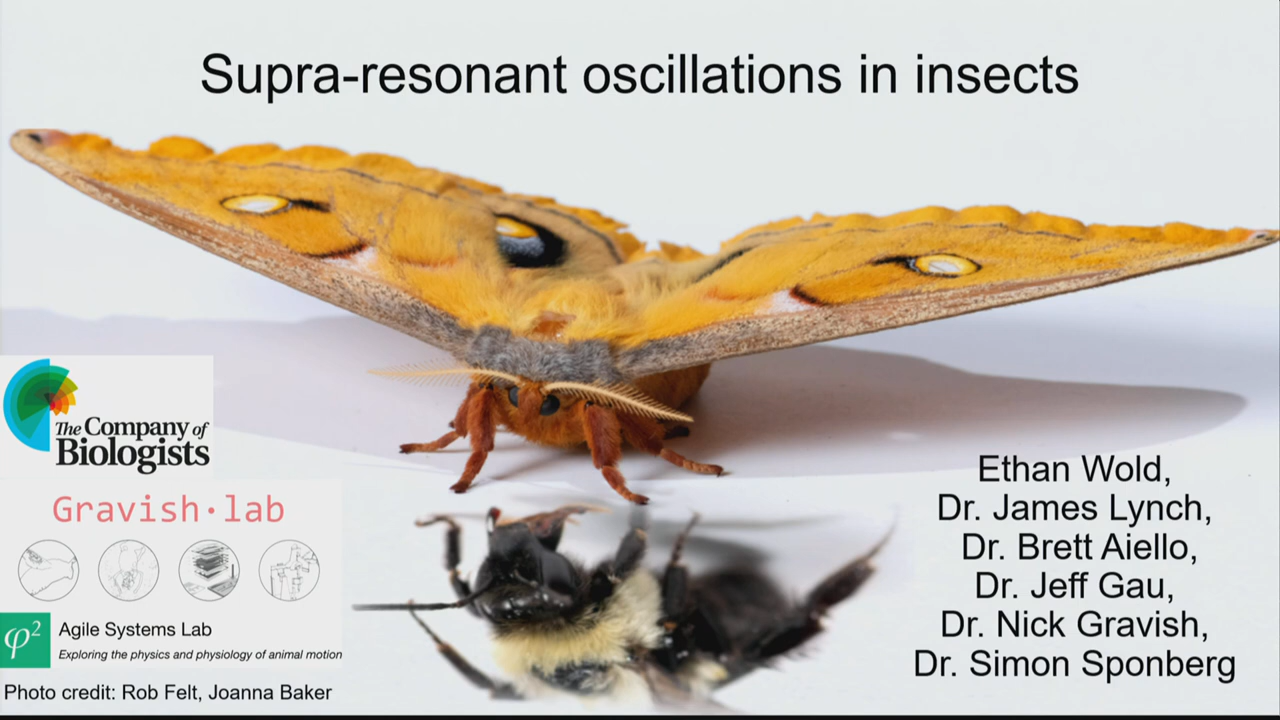 Supra-resonant oscillations in insects
The Company of
Biologists
Gravish·lab
φ² Agile Systems Lab
Exploring the physics and physiology of animal motion
Photo credit: Rob Felt, Joanna Baker
Ethan Wold,
Dr. James Lynch,
Dr. Brett Aiello,
Dr. Jeff Gau,
Dr. Nick Gravish,
Dr. Simon Sponberg